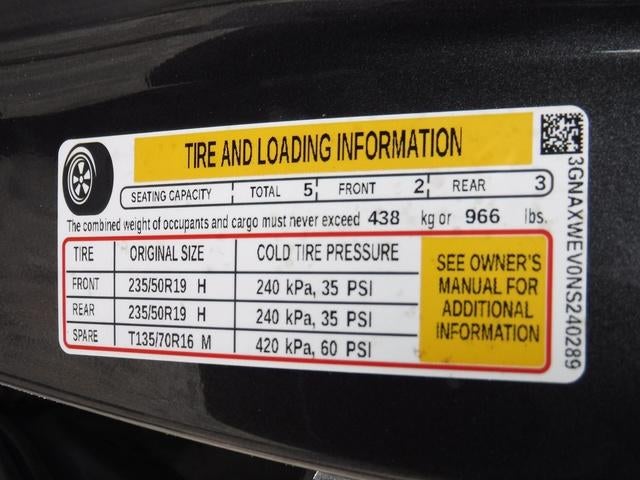 TIRE AND LOADING INFORMATION
SEATING CAPACITY TOTAL 5 FRONT 2 REAR 3
The combined weight of occupants and cargo must never exceed 438 kg or 966 lbs.
TIRE ORIGINAL SIZE COLD TIRE PRESSURE
FRONT 235/50R19 H 240 kPa, 35 PSI
REAR 235/50R19 H 240 kPa, 35 PSI
SPARE T135/70R16 M 420 kPa, 60 PSI
SEE OWNER'S
MANUAL FOR
ADDITIONAL
INFORMATION
3GNAXWEV0NS240289